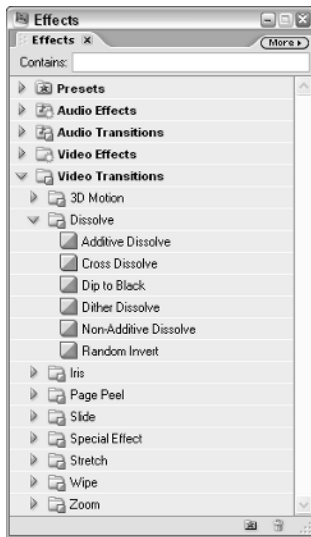 Effects
Effects x
More
Contains:
Presets
Audio Effects
Audio Transitions
Video Effects
Video Transitions
3D Motion
Dissolve
Additive Dissolve
Cross Dissolve
Dip to Black
Dither Dissolve
Non-Additive Dissolve
Random Invert
Iris
Page Peel
Slide
Special Effect
Stretch
Wipe
Zoom